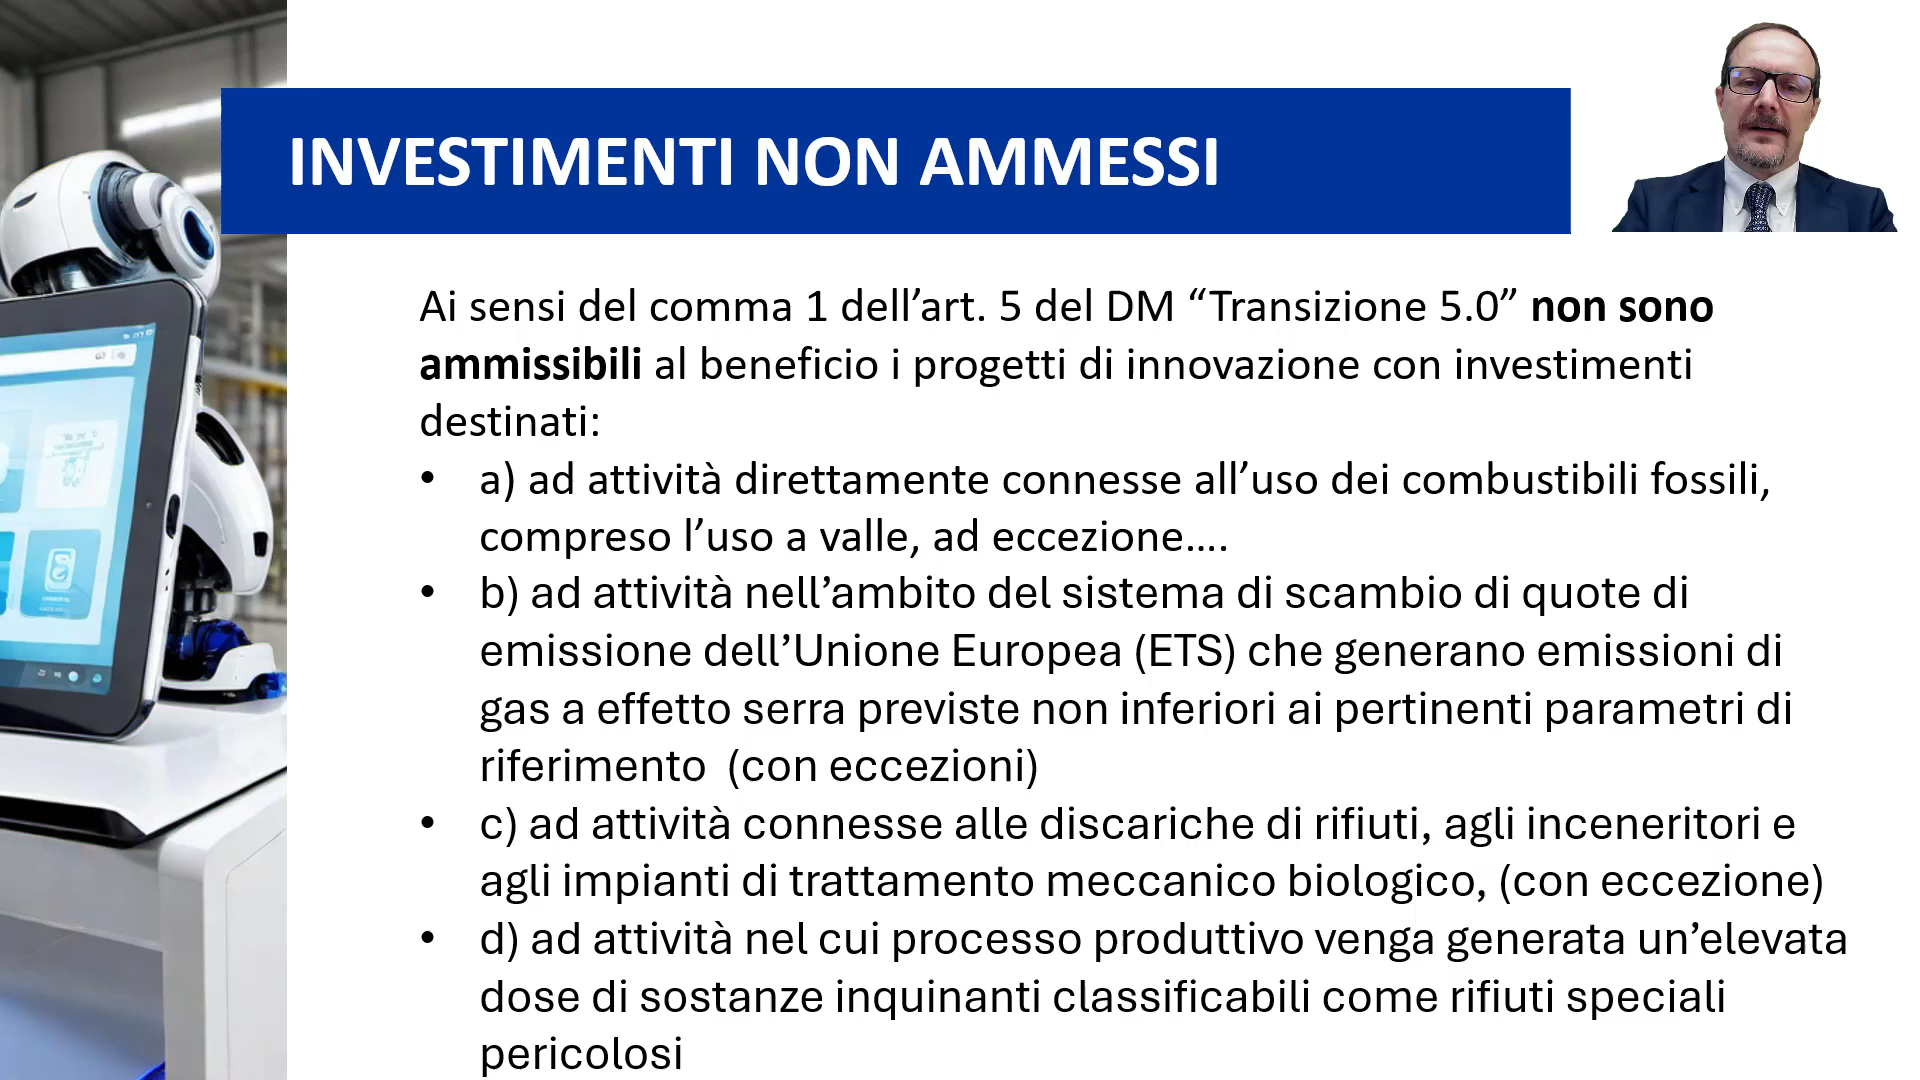 INVESTIMENTI NON AMMESSI
Ai sensi del comma 1 dell’art. 5 del DM “Transizione 5.0” non sono
ammissibili al beneficio i progetti di innovazione con investimenti
destinati:
• a) ad attività direttamente connesse all’uso dei combustibili fossili,
compreso l’uso a valle, ad eccezione....
• b) ad attività nell’ambito del sistema di scambio di quote di
emissione dell’Unione Europea (ETS) che generano emissioni di
gas a effetto serra previste non inferiori ai pertinenti parametri di
riferimento (con eccezioni)
• c) ad attività connesse alle discariche di rifiuti, agli inceneritori e
agli impianti di trattamento meccanico biologico, (con eccezione)
• d) ad attività nel cui processo produttivo venga generata un’elevata
dose di sostanze inquinanti classificabili come rifiuti speciali
pericolosi